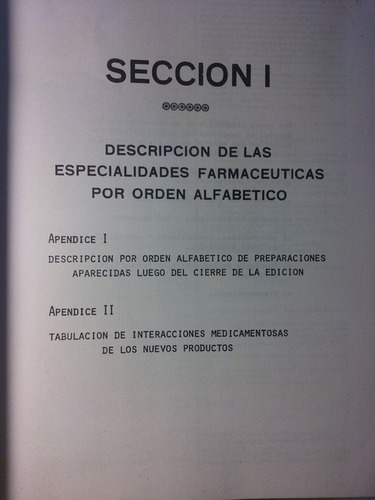 SECCION I
DESCRIPCION DE LAS
ESPECIALIDADES FARMACEUTICAS
POR ORDEN ALFABETICO
APENDICE I
DESCRIPCION POR ORDEN ALFABETICO DE PREPARACIONES
APARECIDAS LUEGO DEL CIERRE DE LA EDICION
APENDICE II
TABULACION DE INTERACCIONES MEDICAMENTOSAS
DE LOS NUEVOS PRODUCTOS